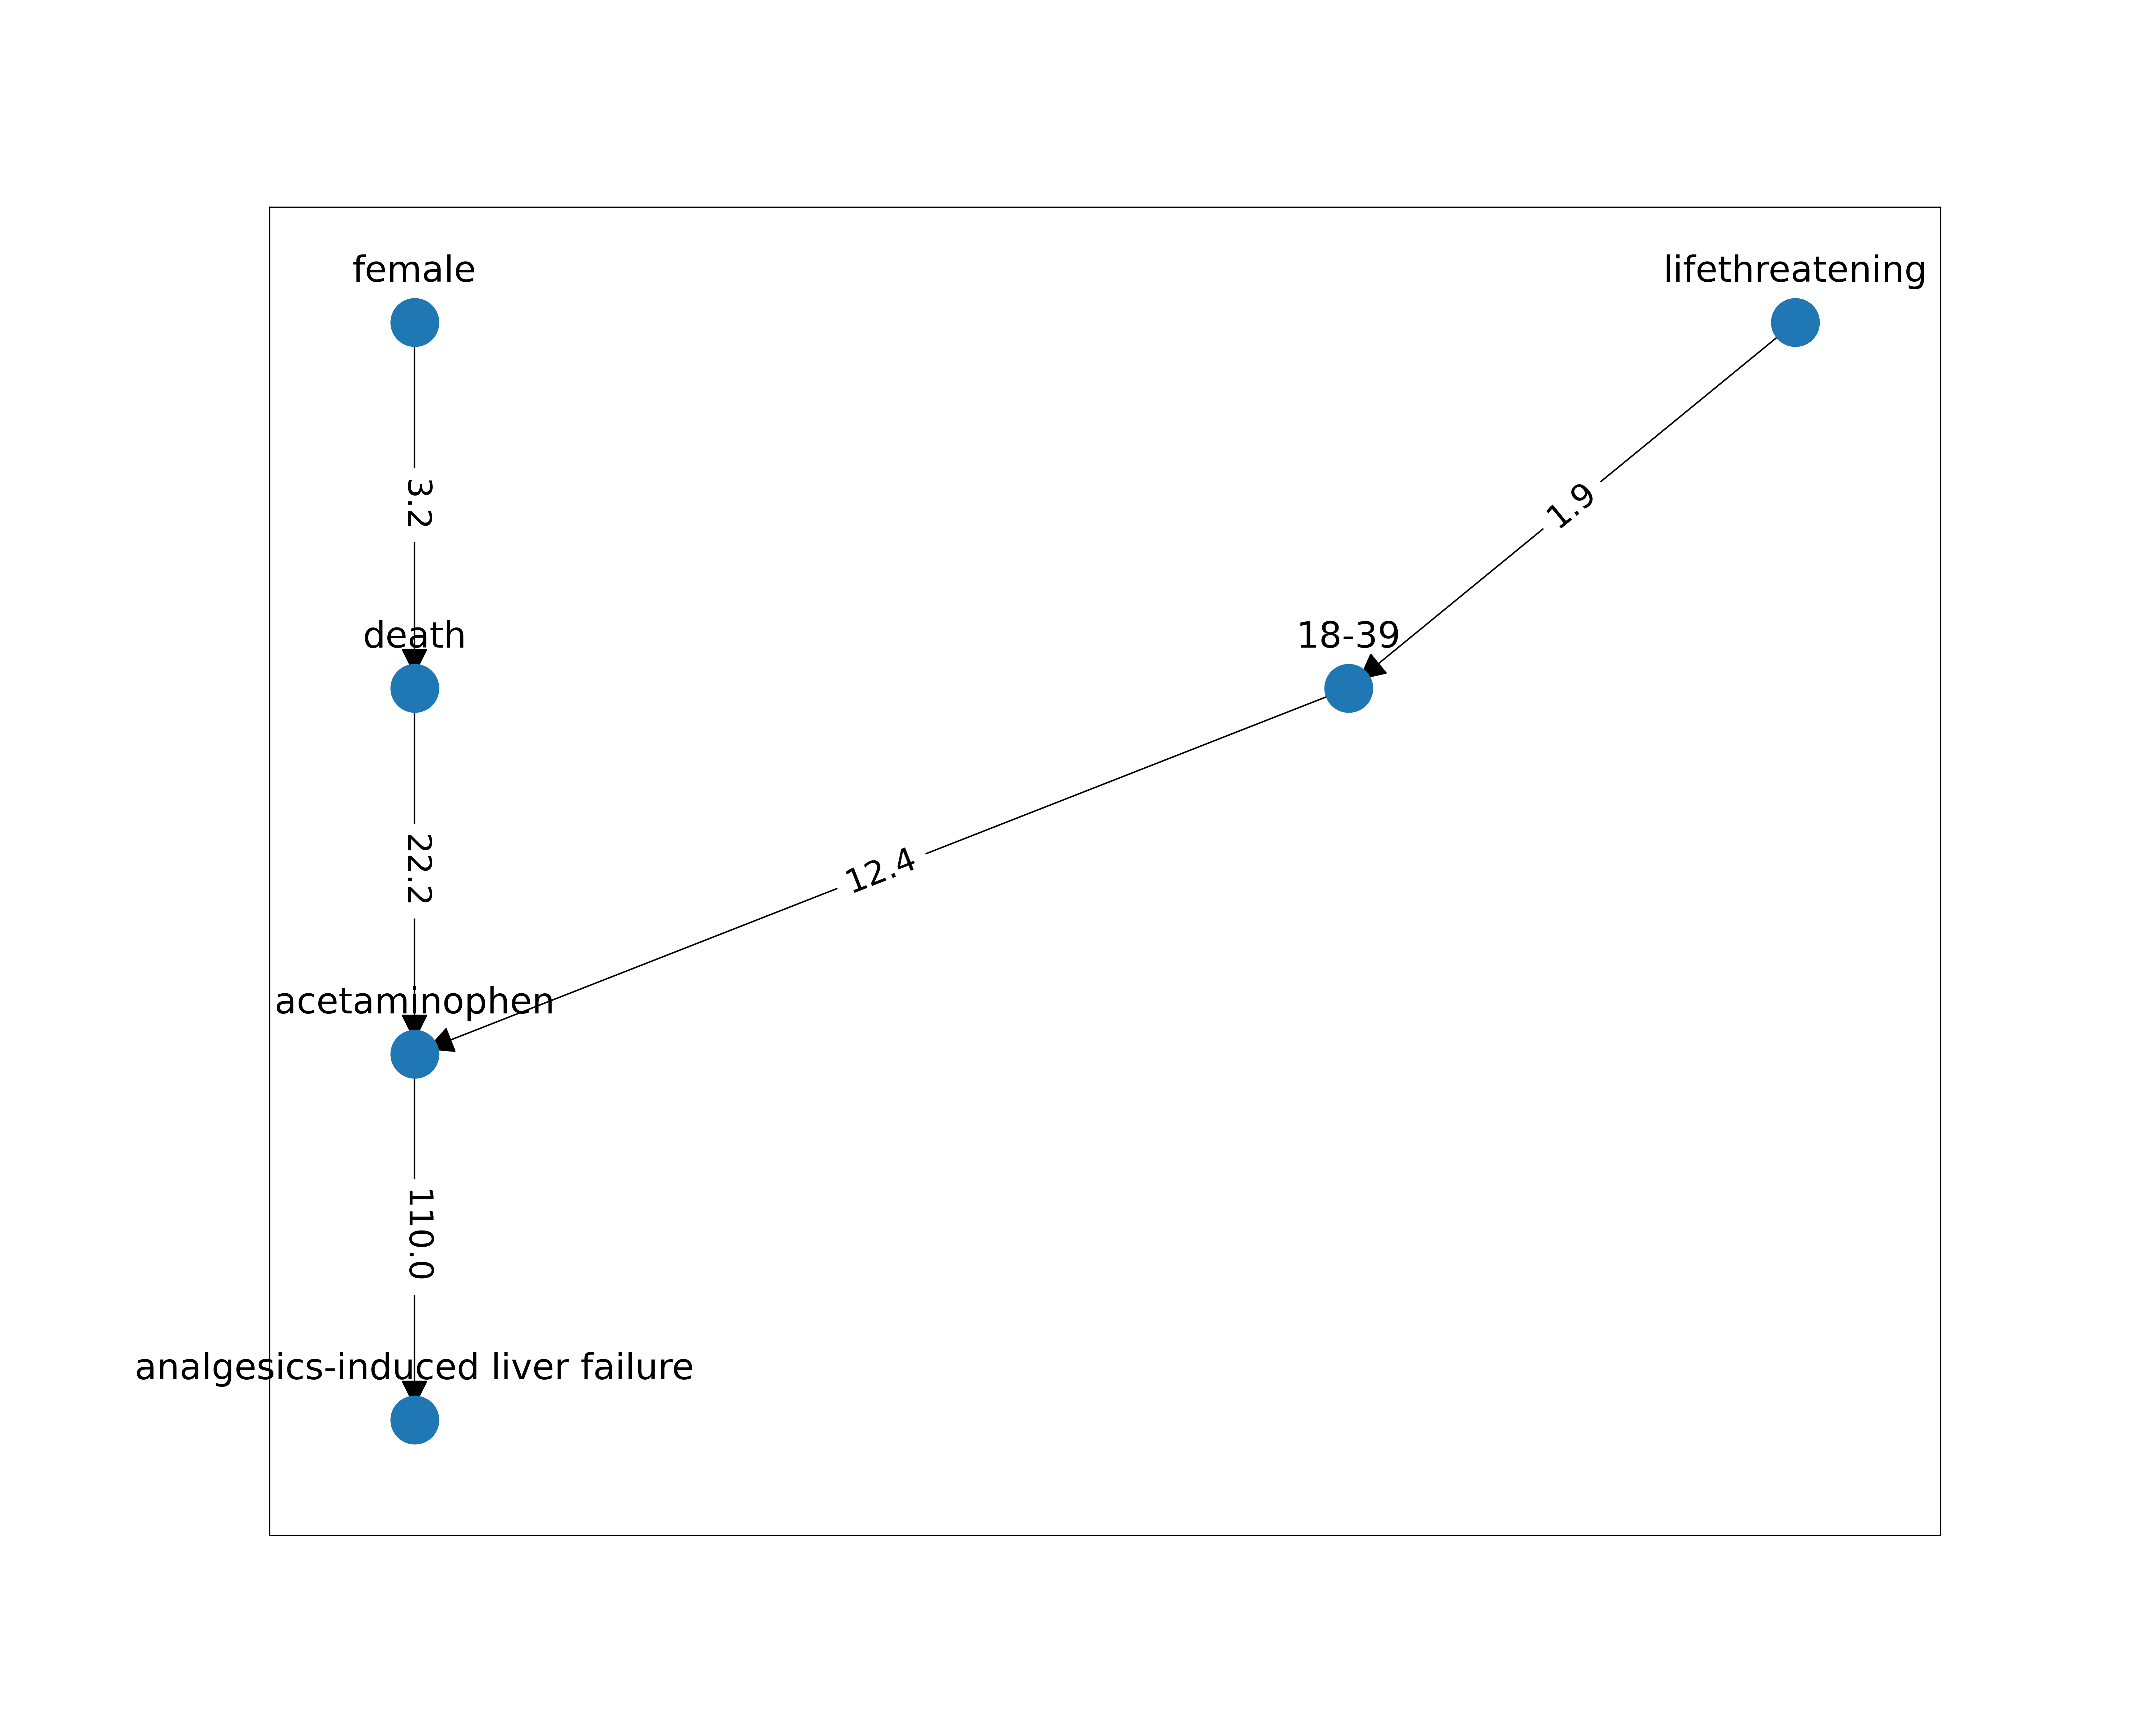 female
lifethreatening
3.2
1.9
death
18-39
22.2
12.4
acetaminophen
110.0
analgesics-induced liver failure